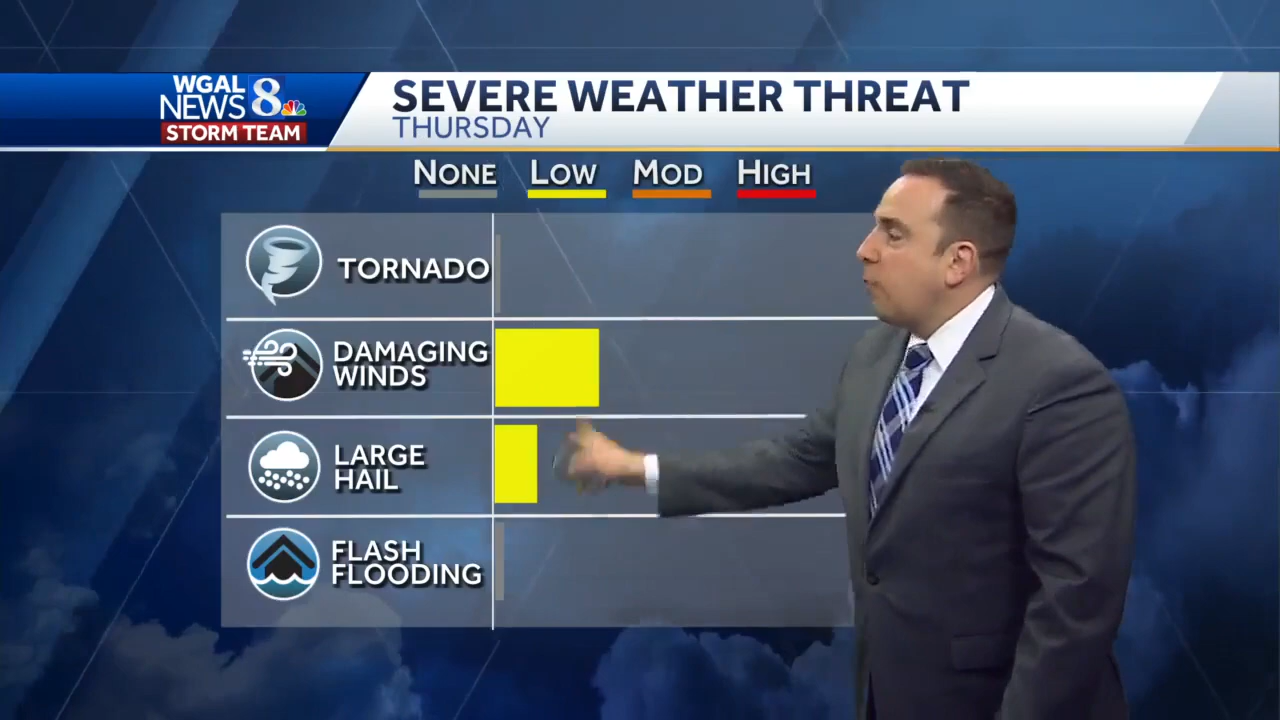 WGAL
NEWS 8
STORM TEAM
SEVERE WEATHER THREAT
THURSDAY
NONE LOW MOD HIGH
TORNADO
DAMAGING
WINDS
LARGE
HAIL
FLASH
FLOODING